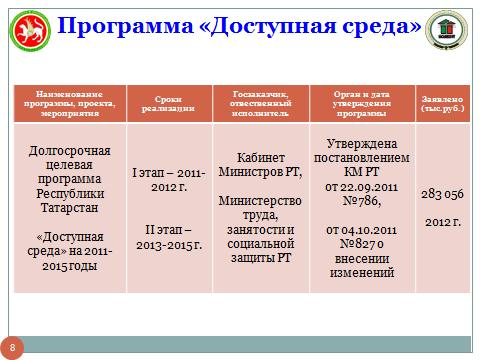 Программа «Доступная среда»
Наименование
программы, проекта,
мероприятия
Сроки
реализации
Госзаказчик,
отвественный
исполнитель
Орган и дата
утверждения
программы
Заявлено
(тыс.руб.)
Долгосрочная
целевая
программа
Республики
Татарстан
«Доступная
среда» на 2011-
2015 годы
I этап – 2011-
2012 г.
II этап –
2013-2015 г.
Кабинет
Министров РТ,
Министерство
труда,
занятости и
социальной
защиты РТ
Утверждена
постановлением
КМ РТ
от 22.09.2011
№786,
от 04.10.2011
№827 о
внесении
изменений
283 056
2012 г.
8